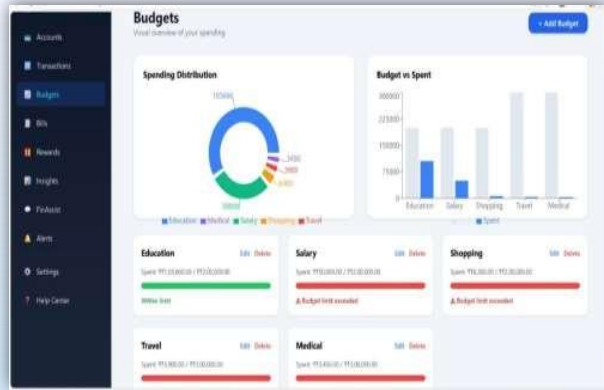 Budgets
Visual overview of your spending
+ Add Budget
Accounts
Transactions
Budgets
Bills
Rewards
Insights
FinAssist
Alerts
Settings
Help Center
Spending Distribution
3400
3900
Education Medical Salary Shopping Travel
Budget vs Spent
300000
225000
150000
75000
0
Education Salary Shopping Travel Medical
Spent
Education Edit Delete
Within limit
Salary Edit Delete
⚠ Budget limit exceeded
Shopping Edit Delete
⚠ Budget limit exceeded
Travel Edit Delete
Medical Edit Delete